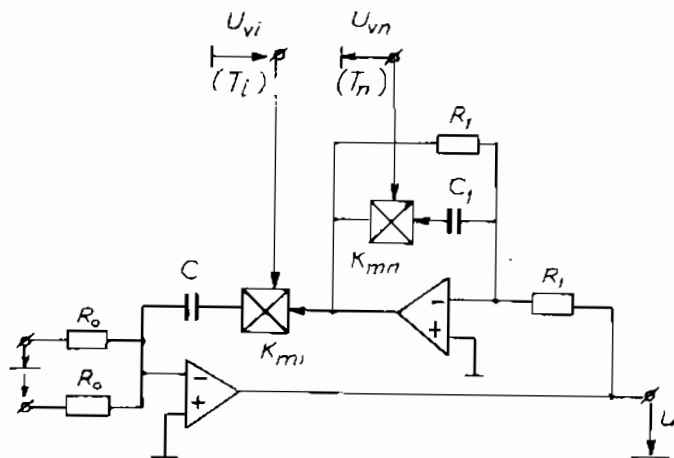 U_vi U_vn
(T_i) (T_n)
R_1
C_1
K_mn
C
R_1
-
+
R_o
K_mi
R_o
-
+
U